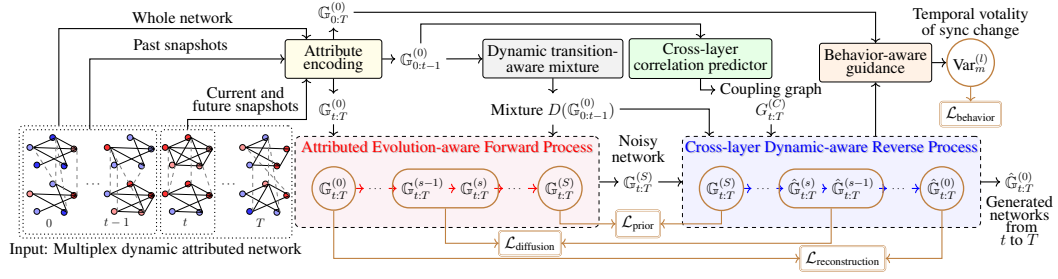 Whole network
Past snapshots
Current and
future snapshots
0
t−1
t
T
Input: Multiplex dynamic attributed network
𝔾_{0:T}^{(0)}
Attribute
encoding
𝔾_{t:T}^{(0)}
𝔾_{0:t−1}^{(0)}
Dynamic transition-
aware mixture
Mixture D(𝔾_{0:t−1}^{(0)})
Cross-layer
correlation predictor
Coupling graph
G_{t:T}^{(C)}
Behavior-aware
guidance
Temporal votality
of sync change
Var_m^{(l)}
ℒ_behavior
Attributed Evolution-aware Forward Process
𝔾_{t:T}^{(0)} ··· 𝔾_{t:T}^{(s−1)} 𝔾_{t:T}^{(s)} ··· 𝔾_{t:T}^{(S)}
Noisy
network
𝔾_{t:T}^{(S)}
Cross-layer Dynamic-aware Reverse Process
𝔾_{t:T}^{(S)} ··· 𝔾̂_{t:T}^{(s)} 𝔾̂_{t:T}^{(s−1)} ··· 𝔾̂_{t:T}^{(0)}
𝔾̂_{t:T}^{(0)}
Generated
networks
from
t to T
ℒ_prior
ℒ_diffusion
ℒ_reconstruction